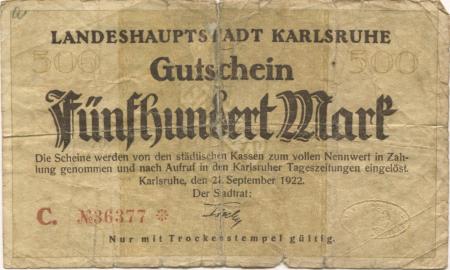 LANDESHAUPTSTADT KARLSRUHE
500 500
Gutschein
Fünfhundert Mark
Die Scheine werden von den städtischen Kassen zum vollen Nennwert in Zah-
lung genommen und nach Aufruf in den Karlsruher Tageszeitungen eingelöst.
Karlsruhe, den 21. September 1922.
Der Stadtrat:
C. №36377 *
Nur mit Trockenstempel gültig.